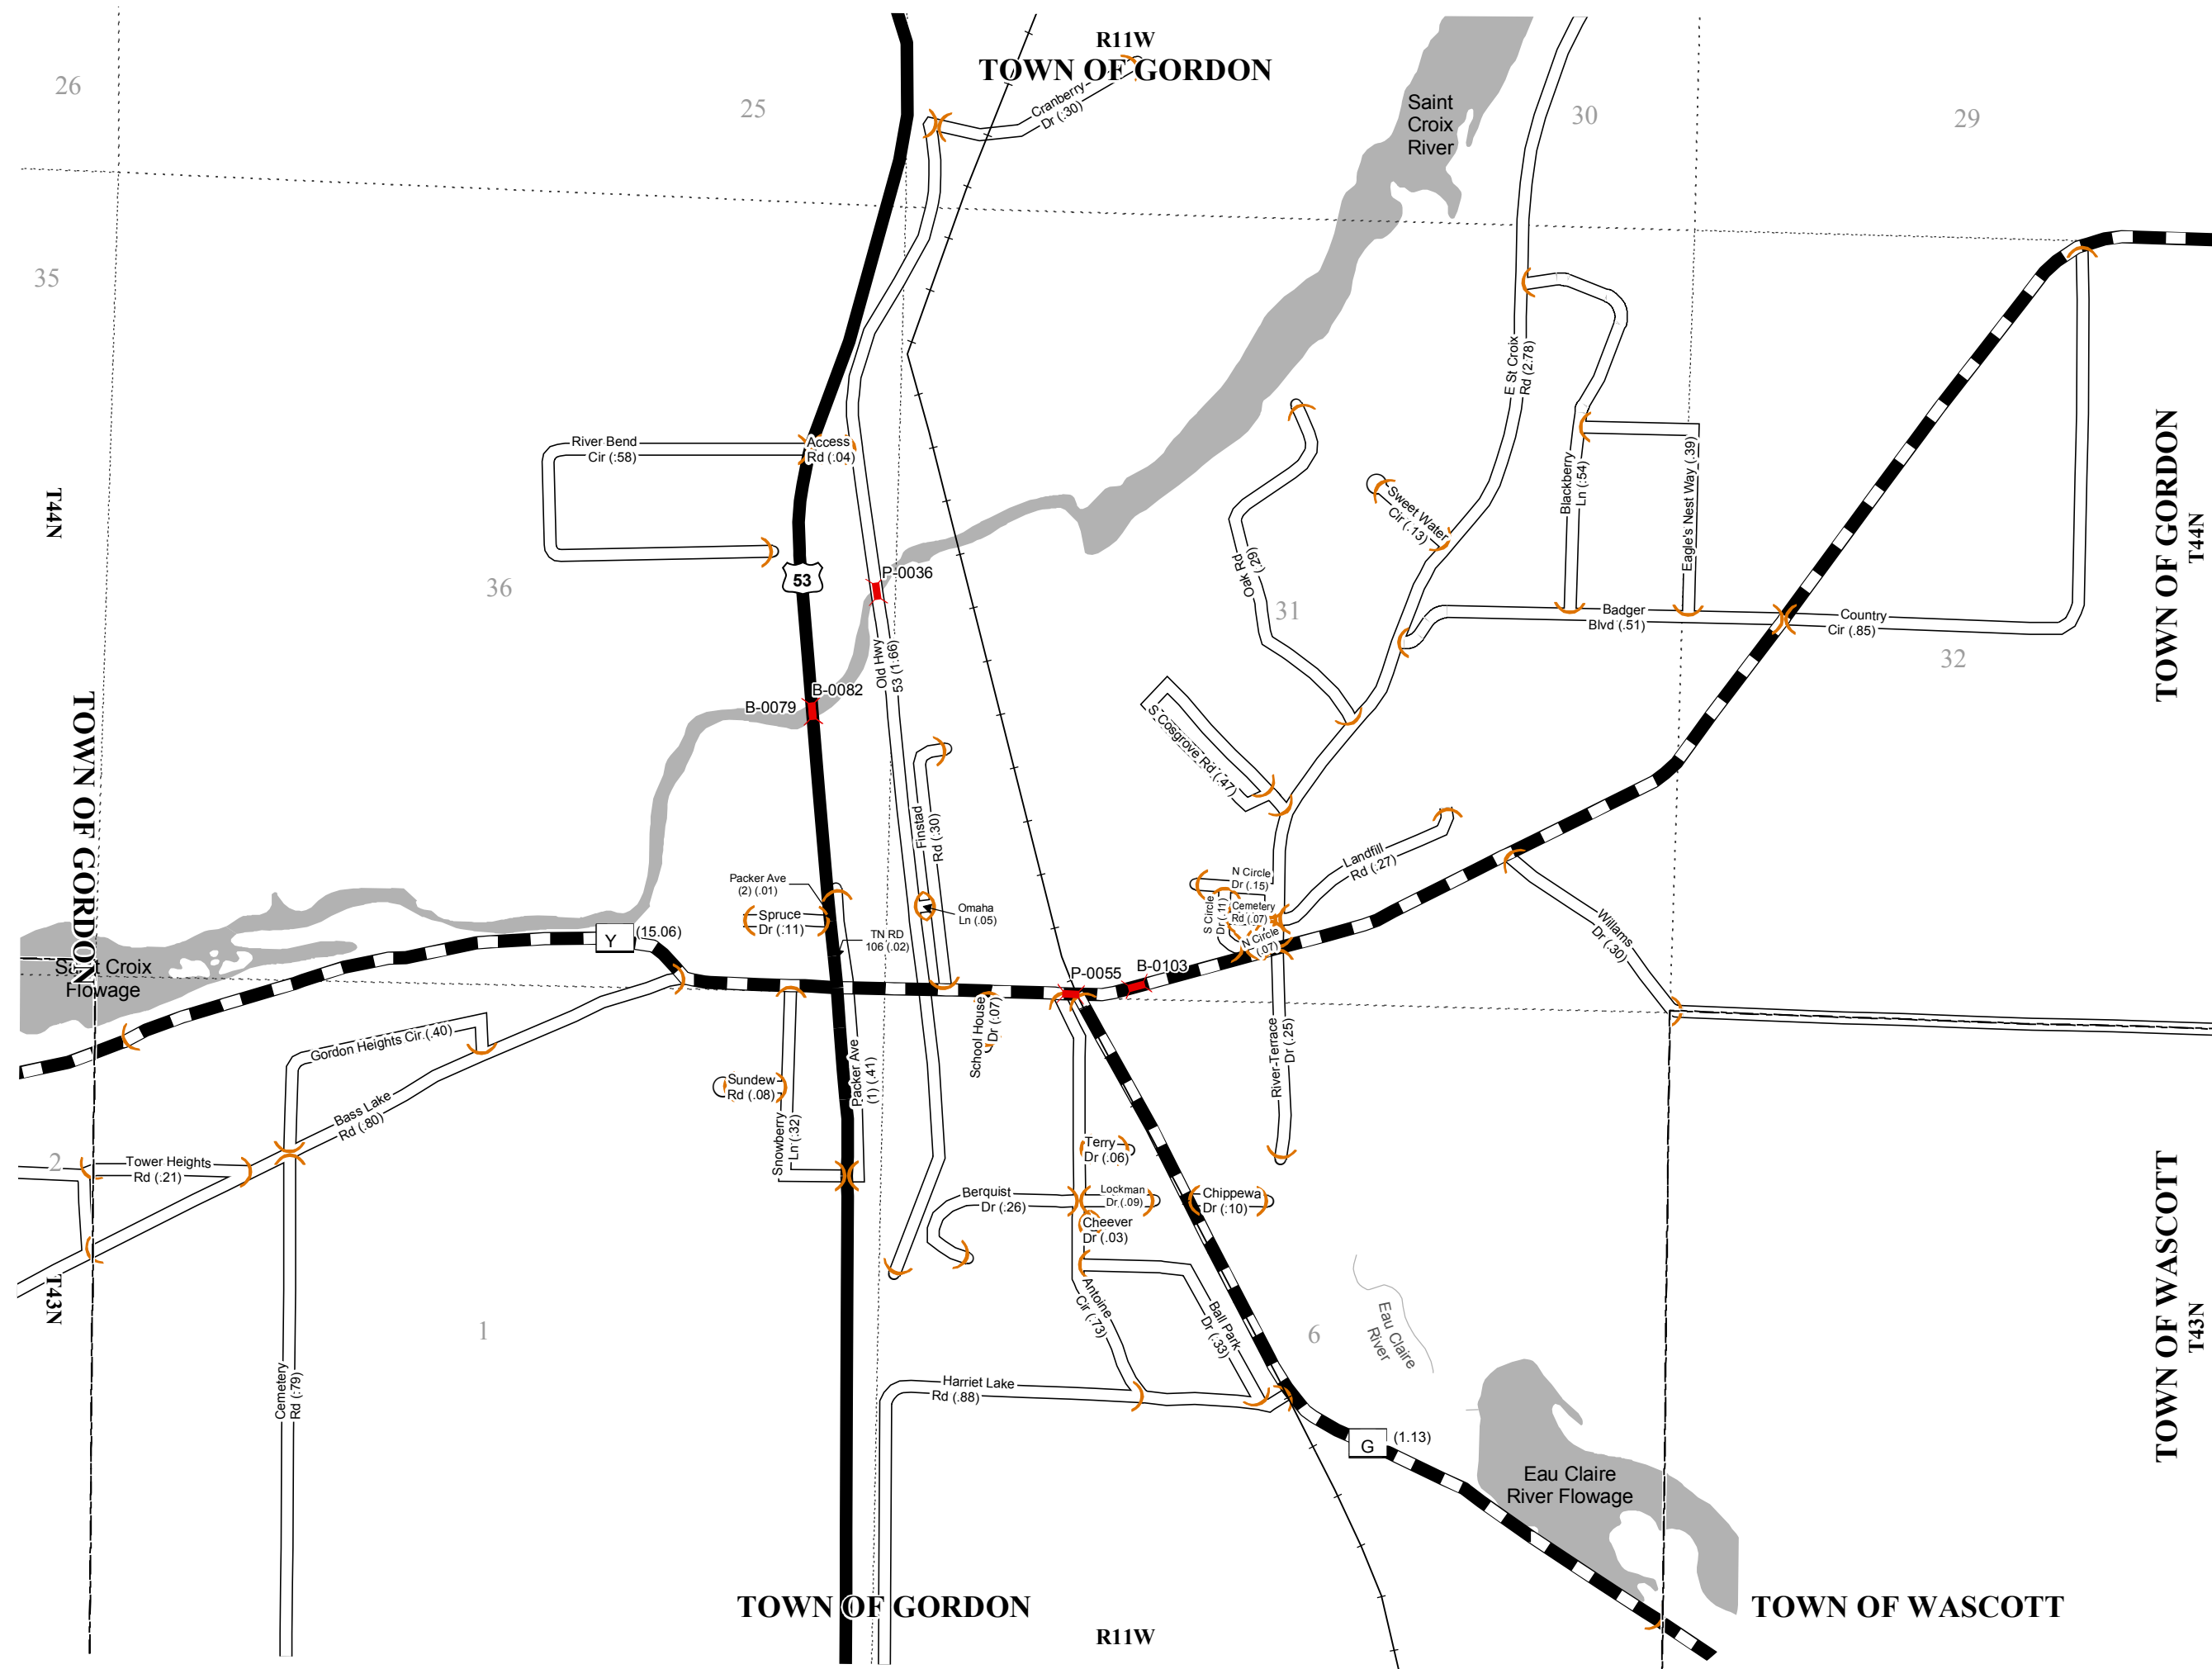 R11W
TOWN OF GORDON
26
25
30
29
Cranberry
Dr (.30)
Saint
Croix
River
35
T44N
36
River Bend
Cir (.58)
Access
Rd (.04)
53
P-0036
Old Hwy
53 (1.66)
B-0082
B-0079
E St Croix
Rd (2.78)
Sweet Water
Cir (.13)
Oak Rd
(.29)
31
Blackberry
Ln (.54)
Eagle's Nest Way (.39)
Badger
Blvd (.51)
Country
Cir (.85)
32
TOWN OF GORDON
T44N
TOWN OF GORDON
S Cosgrove Rd (.47)
Finstad
Rd (.30)
Packer Ave
(2) (.01)
Spruce
Dr (.11)
TN RD
106 (.02)
Omaha
Ln (.05)
N Circle
Dr (.15)
S Circle
Dr (.11)
Cemetery
Rd (.07)
N Circle
(.07)
Landfill
Rd (.27)
Willams
Dr (.30)
Saint Croix
Flowage
Y
(15.06)
P-0055
B-0103
School House
Dr (.07)
River-Terrace
Dr (.25)
Gordon Heights Cir (.40)
Bass Lake
Rd (.80)
Sundew
Rd (.08)
Snowberry
Ln (.32)
Packer Ave
(1) (.41)
2
Tower Heights
Rd (.21)
Terry
Dr (.06)
Berquist
Dr (.26)
Lockman
Dr (.09)
Chippewa
Dr (.10)
Cheever
Dr (.03)
T43N
1
Antoine
Cir (.73)
Ball Park
Dr (.33)
6
Eau Claire
River
TOWN OF WASCOTT
T43N
Cemetery
Rd (.79)
Harriet Lake
Rd (.88)
G
(1.13)
Eau Claire
River Flowage
TOWN OF GORDON
TOWN OF WASCOTT
R11W